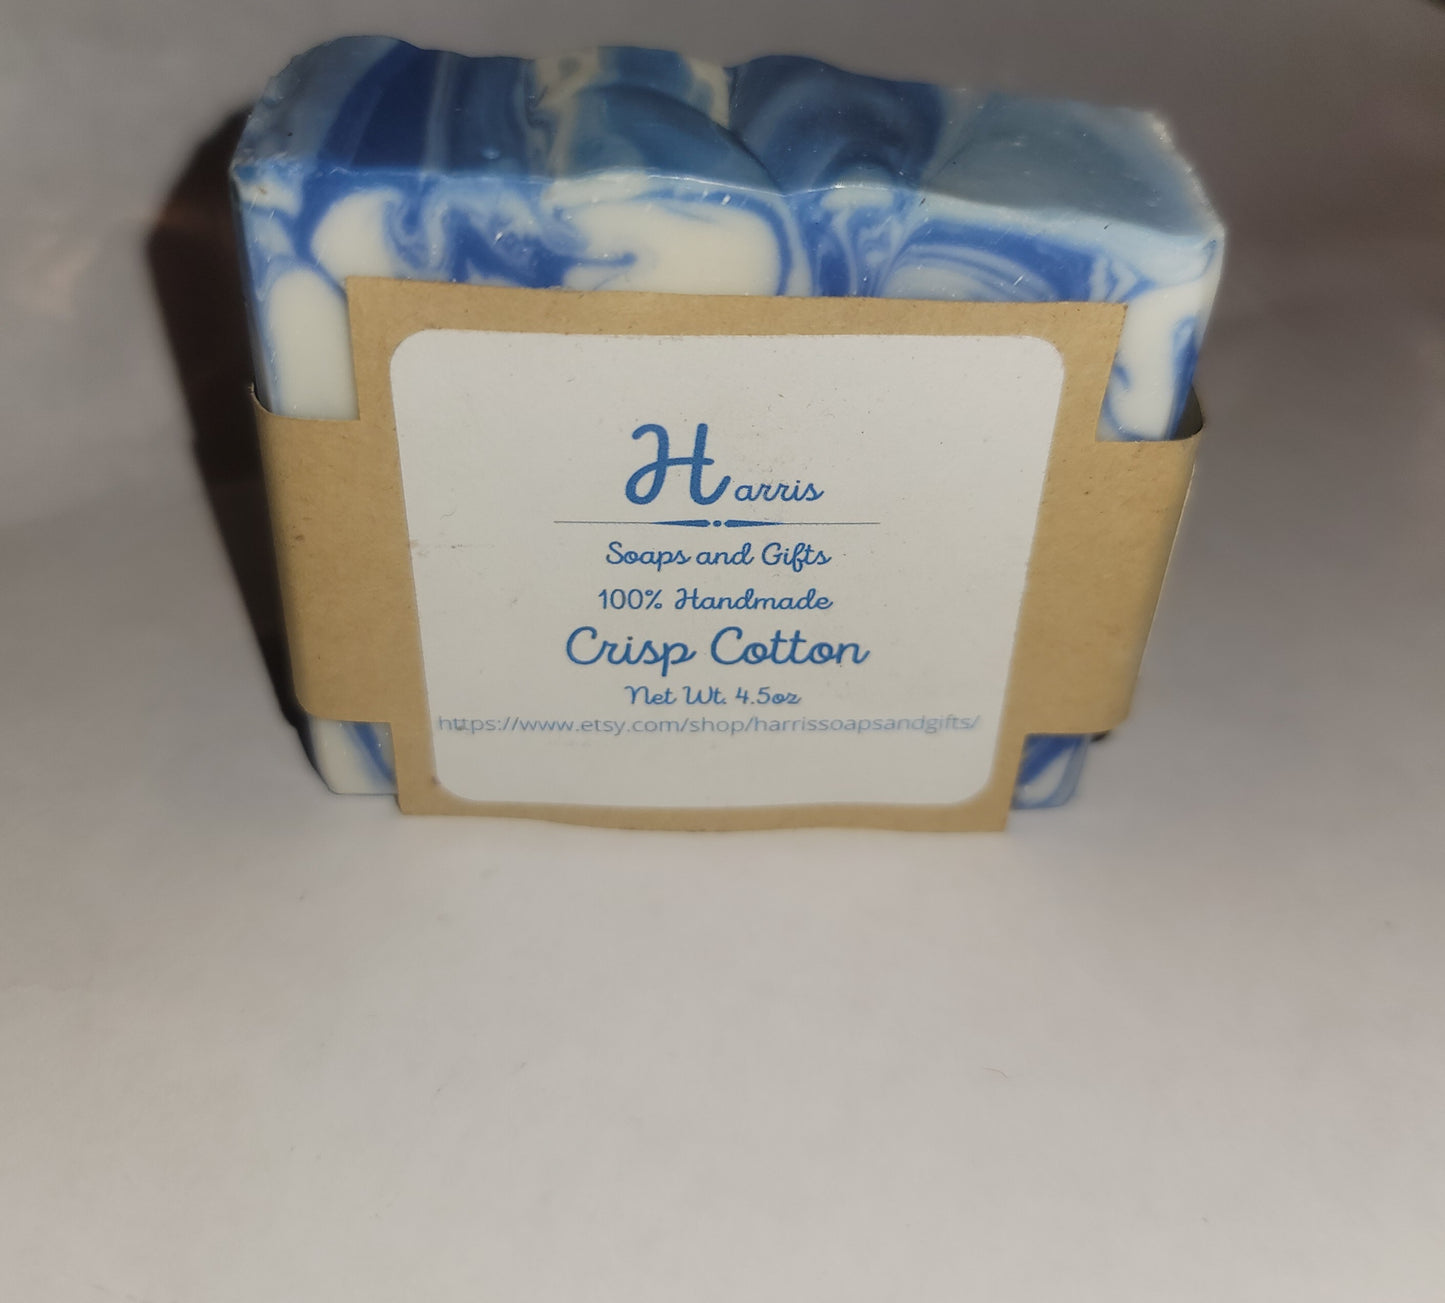 Harris
Soaps and Gifts
100% Handmade
Crisp Cotton
Net Wt. 4.5oz
https://www.etsy.com/shop/harrissoapsandgifts/